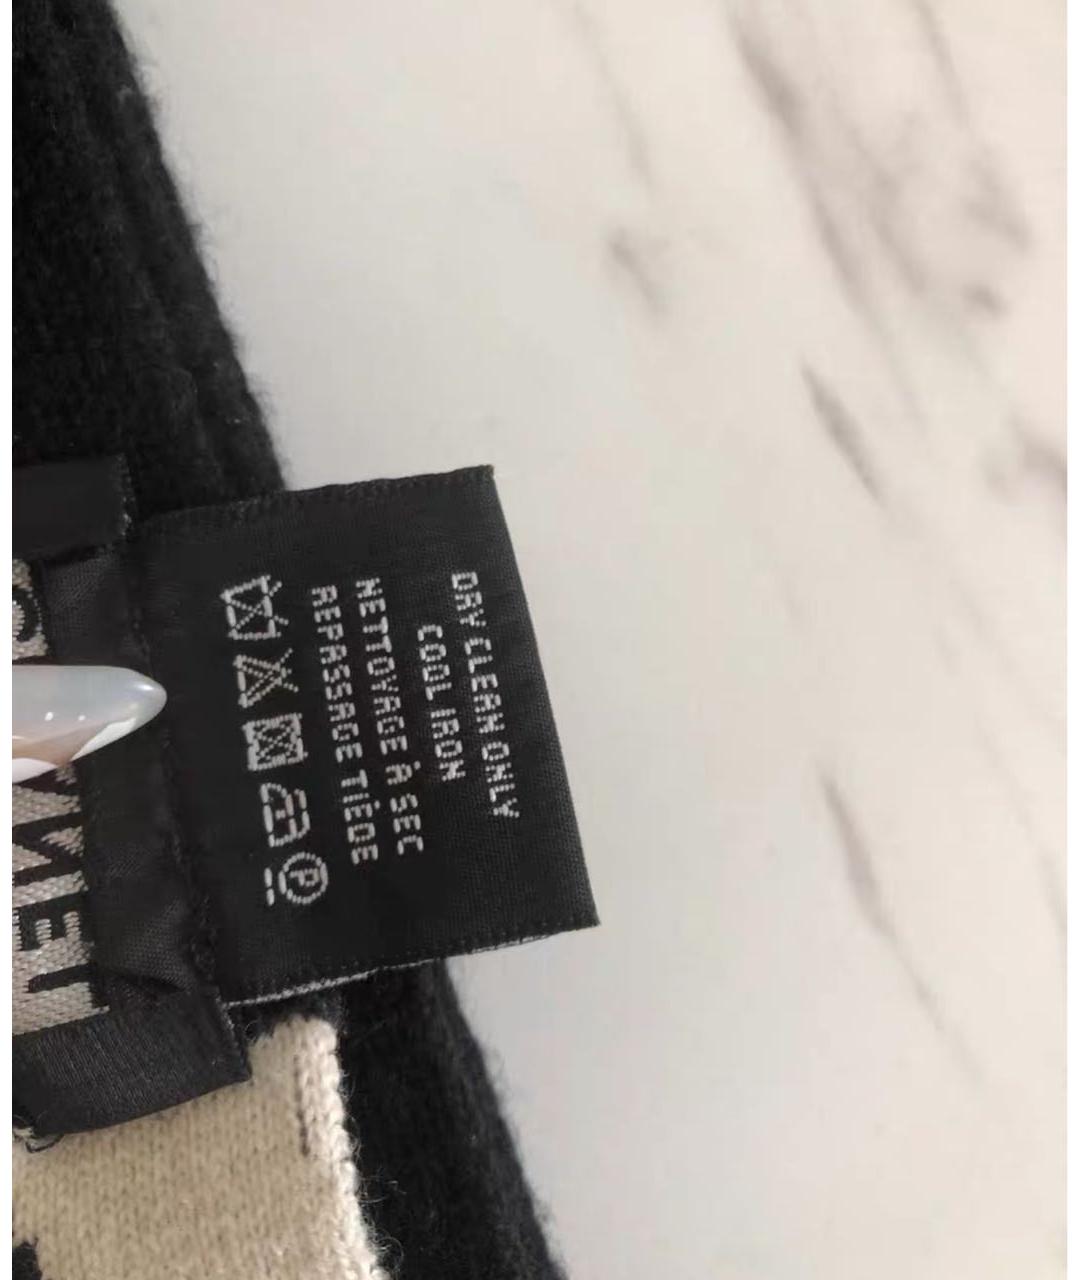 DRY CLEAN ONLY
COOL IRON
NETTOYAGE À SEC
REPASSAGE TIÈDE
P